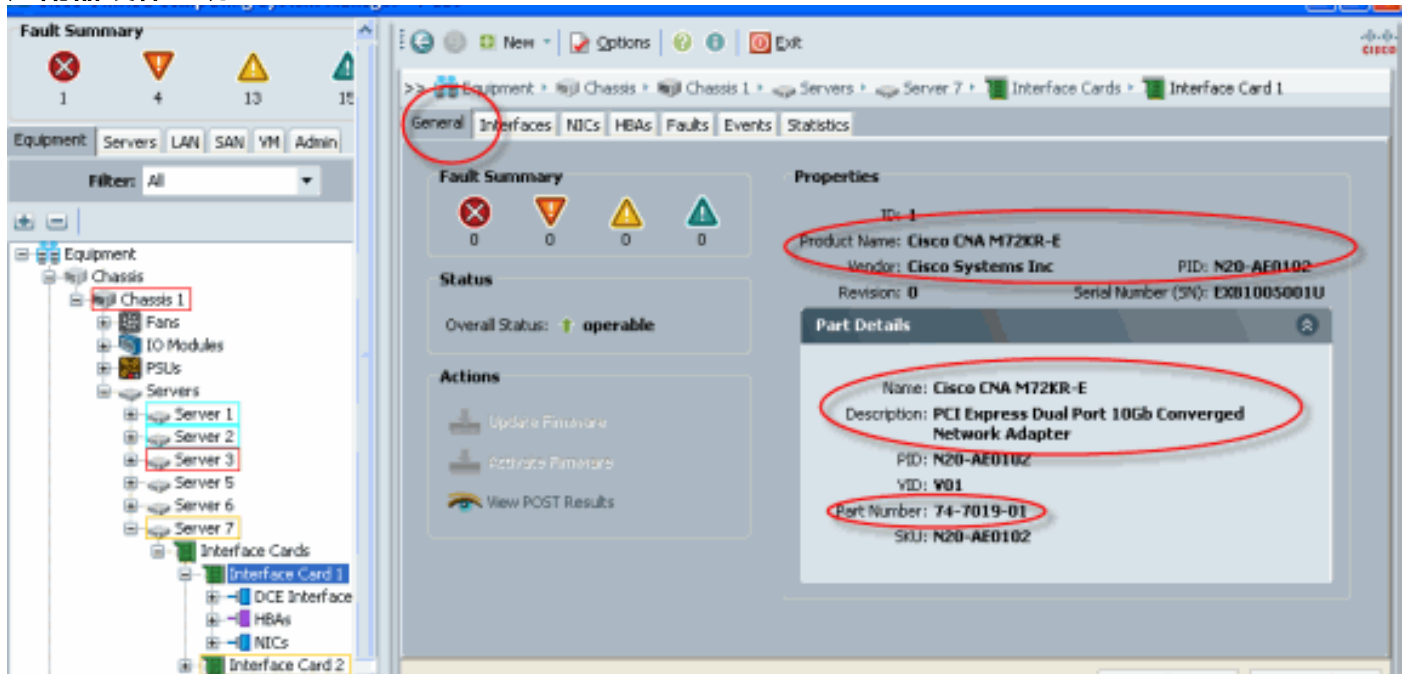 Fault Summary
1 4 13
Equipment Servers LAN SAN VM Admin
Filter: All
Equipment
Chassis
Chassis 1
Fans
IO Modules
PSUs
Servers
Server 1
Server 2
Server 3
Server 5
Server 6
Server 7
Interface Cards
Interface Card 1
DCE Interface
HBAs
NICs
Interface Card 2
New Options Exit
CISCO
>> Equipment Chassis Chassis 1 Servers Server 7 Interface Cards Interface Card 1
General Interfaces NICs HBAs Faults Events Statistics
Fault Summary
0 0 0 0
Status
Overall Status: operable
Actions
Update Firmware
Activate Firmware
View POST Results
Properties
ID: 1
Product Name: Cisco CNA M72KR-E
Vendor: Cisco Systems Inc PID: N20-AE0102
Revision: 0 Serial Number (SN): EXB1005001U
Part Details
Name: Cisco CNA M72KR-E
Description: PCI Express Dual Port 10Gb Converged
Network Adapter
PID: N20-AE0102
VID: V01
Part Number: 74-7019-01
SKU: N20-AE0102